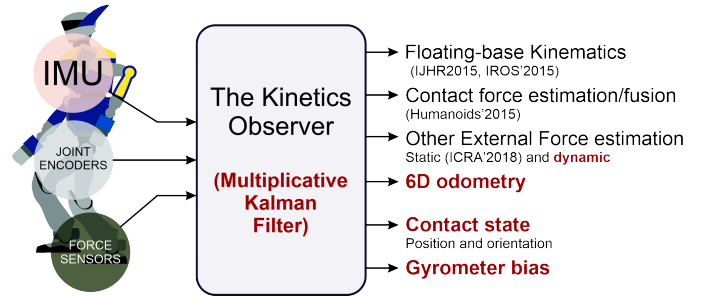 IMU
JOINT
ENCODERS
FORCE
SENSORS
The Kinetics
Observer
(Multiplicative
Kalman
Filter)
Floating-base Kinematics
(IJHR2015, IROS'2015)
Contact force estimation/fusion
(Humanoids'2015)
Other External Force estimation
Static (ICRA'2018) and dynamic
6D odometry
Contact state
Position and orientation
Gyrometer bias